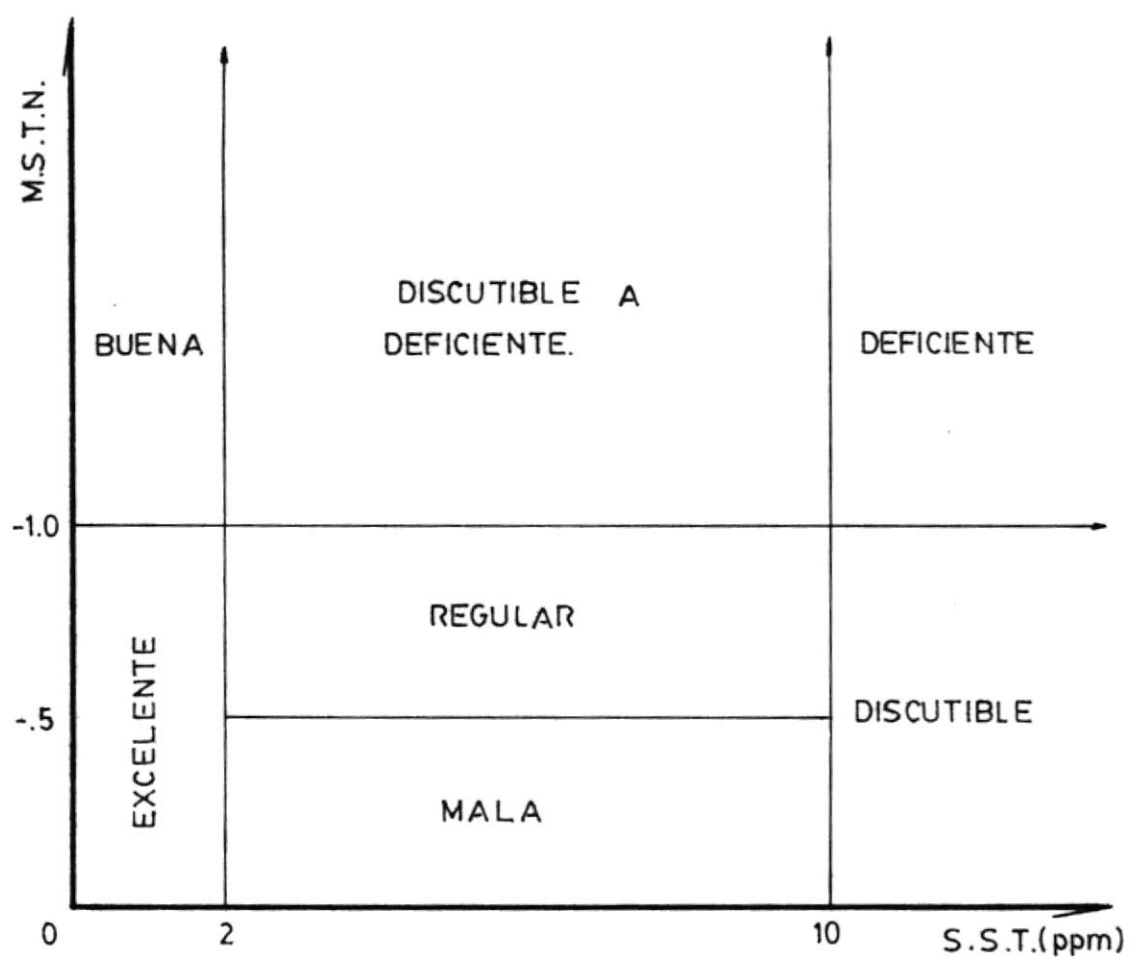 M.S.T.N.
DISCUTIBLE A
BUENA DEFICIENTE. DEFICIENTE
-1.0
REGULAR
EXCELENTE
-.5 DISCUTIBLE
MALA
0 2 10 S.S.T.(ppm)